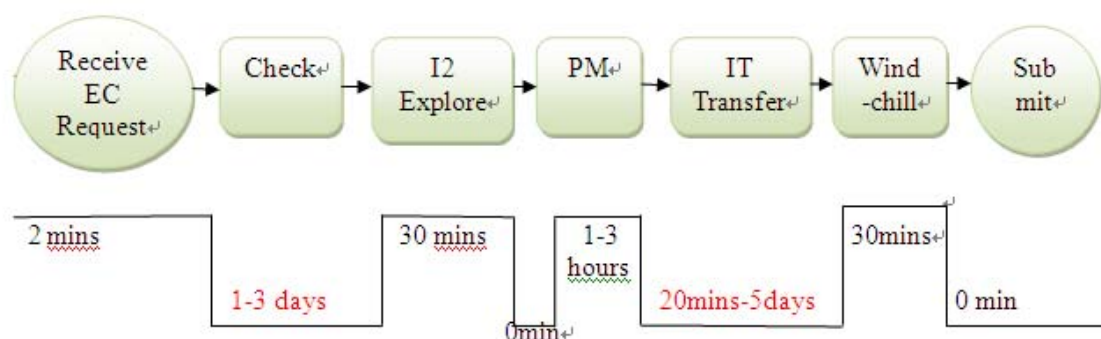 Receive
EC
Request
Check
I2
Explore
PM
IT
Transfer
Wind
-chill
Sub
mit
2 mins
1-3 days
30 mins
0min
1-3
hours
20mins-5days
30mins
0 min